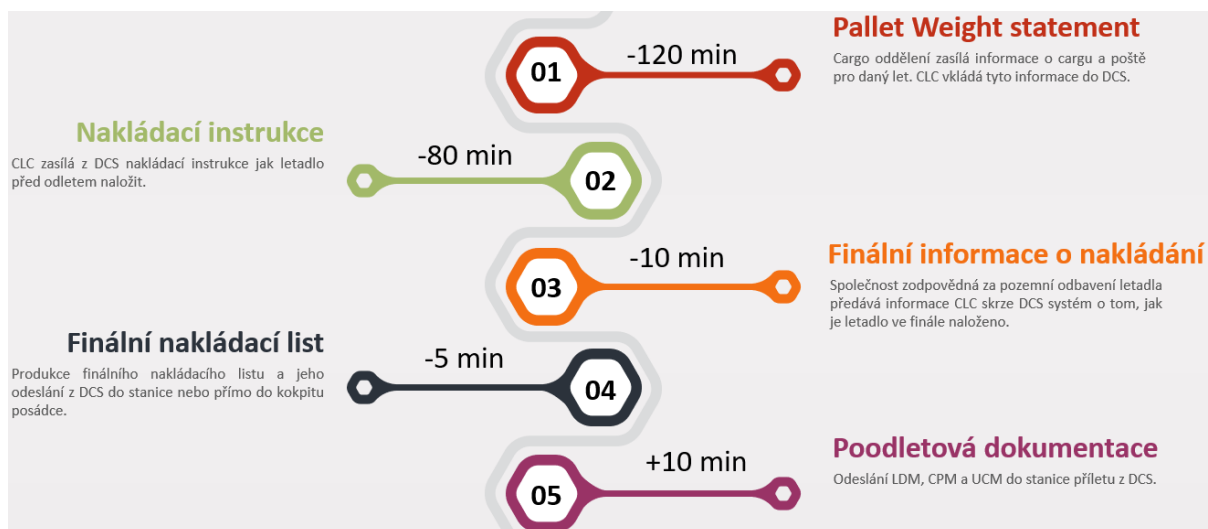 Pallet Weight statement
01
-120 min
Cargo oddělení zasílá informace o cargu a poště
pro daný let. CLC vkládá tyto informace do DCS.
Nakládací instrukce
-80 min
02
CLC zasílá z DCS nakládací instrukce jak letadlo
před odletem naložit.
Finální informace o nakládání
-10 min
03
Společnost zodpovědná za pozemní odbavení letadla
předává informace CLC skrze DCS systém o tom, jak
je letadlo ve finále naloženo.
Finální nakládací list
-5 min
04
Produkce finálního nakládacího listu a jeho
odeslání z DCS do stanice nebo přímo do kokpitu
posádce.
Poodletová dokumentace
+10 min
05
Odeslání LDM, CPM a UCM do stanice příletu z DCS.